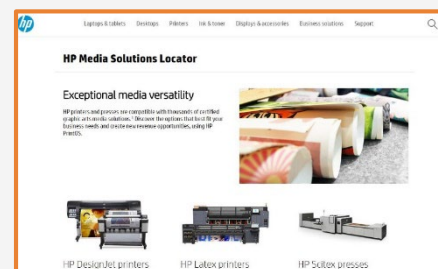 hp
Laptops & tablets Desktops Printers Ink & toner Displays & accessories Business solutions Support
HP Media Solutions Locator
Exceptional media versatility
HP printers and presses are compatible with thousands of certified
graphic arts media solutions.¹ Discover the options that best fit your
business needs and create new revenue opportunities, using HP
PrintOS.
HP DesignJet printers HP Latex printers HP Scitex presses